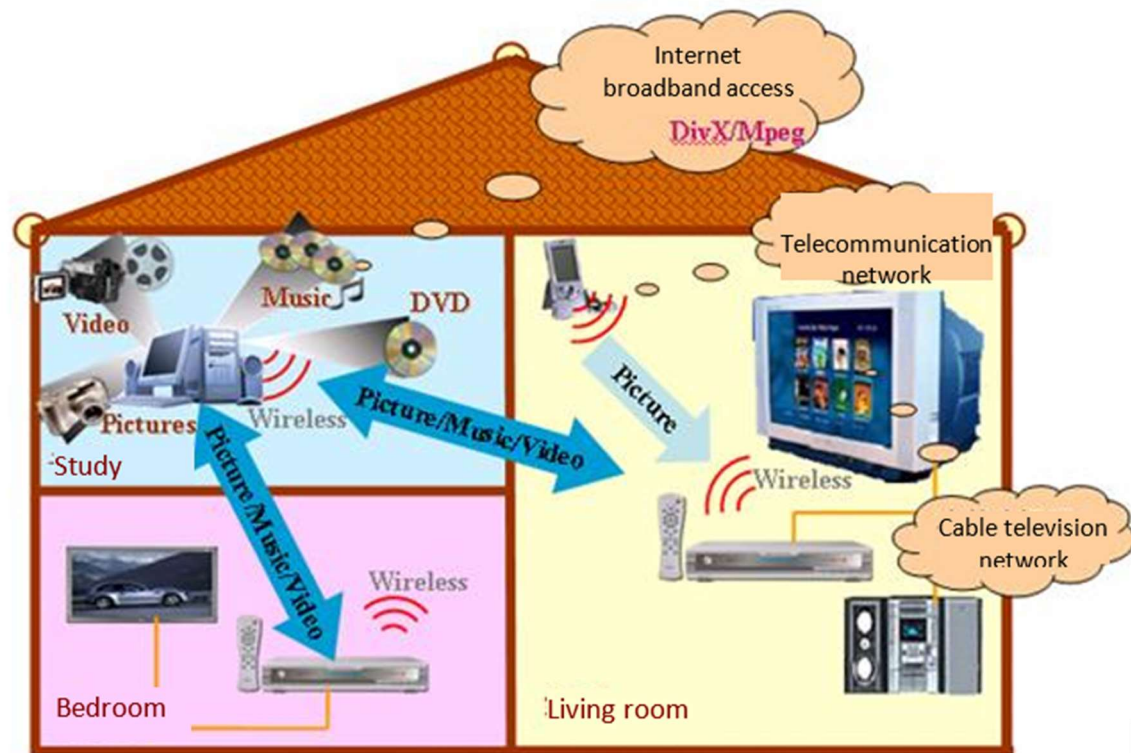 Internet
broadband access
DivX/Mpeg
Telecommunication
network
Music
DVD
Video
Wireless
Pictures
Study
Picture/Music/Video
Picture
Wireless
Picture/Music/Video
Cable television
network
Wireless
Bedroom
Living room